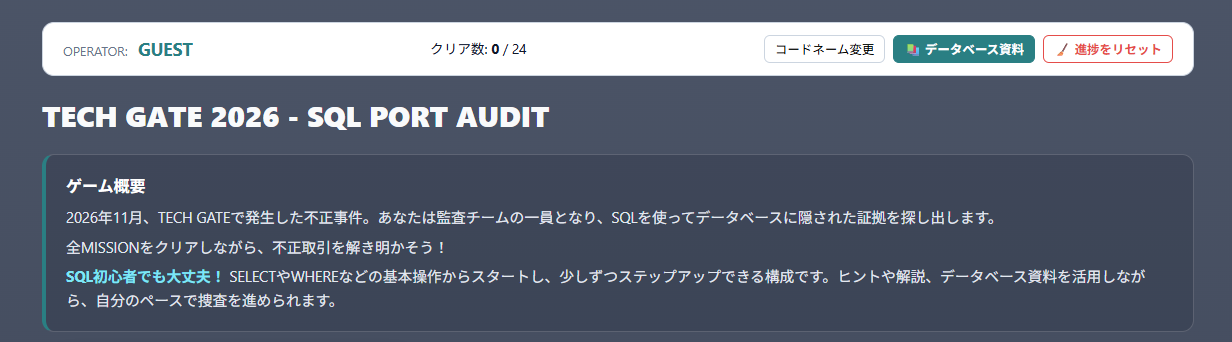 OPERATOR: GUEST クリア数: 0 / 24 コードネーム変更 データベース資料 進捗をリセット
TECH GATE 2026 - SQL PORT AUDIT
ゲーム概要
2026年11月、TECH GATEで発生した不正事件。あなたは監査チームの一員となり、SQLを使ってデータベースに隠された証拠を探し出します。
全MISSIONをクリアしながら、不正取引を解き明かそう！
SQL初心者でも大丈夫！ SELECTやWHEREなどの基本操作からスタートし、少しずつステップアップできる構成です。ヒントや解説、データベース資料を活用しなが
ら、自分のペースで捜査を進められます。